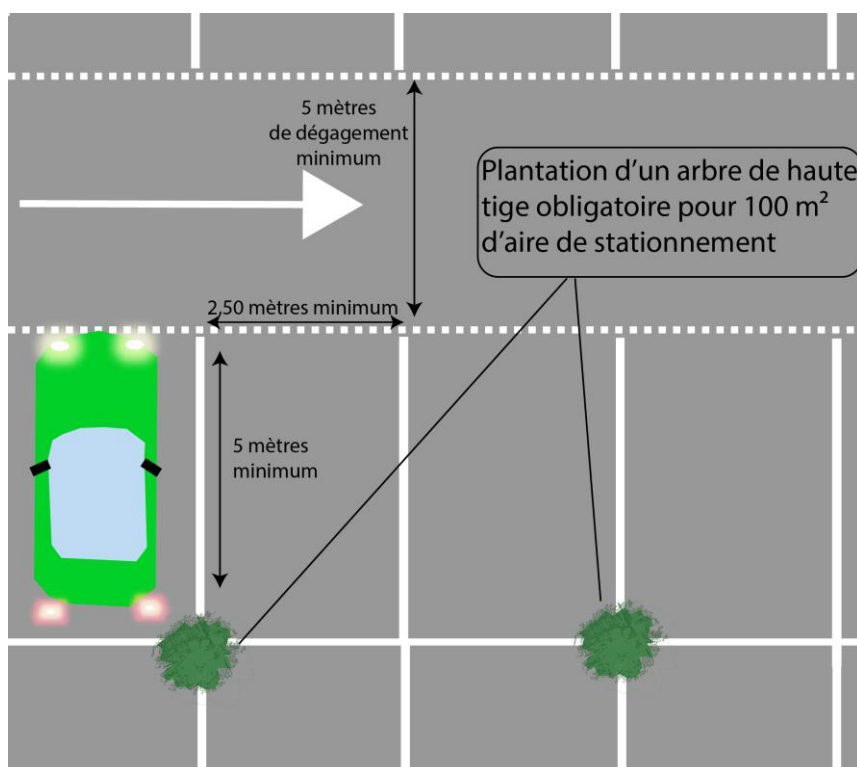 5 mètres
de dégagement
minimum
Plantation d'un arbre de haute
tige obligatoire pour 100 m²
d'aire de stationnement
2,50 mètres minimum
5 mètres
minimum